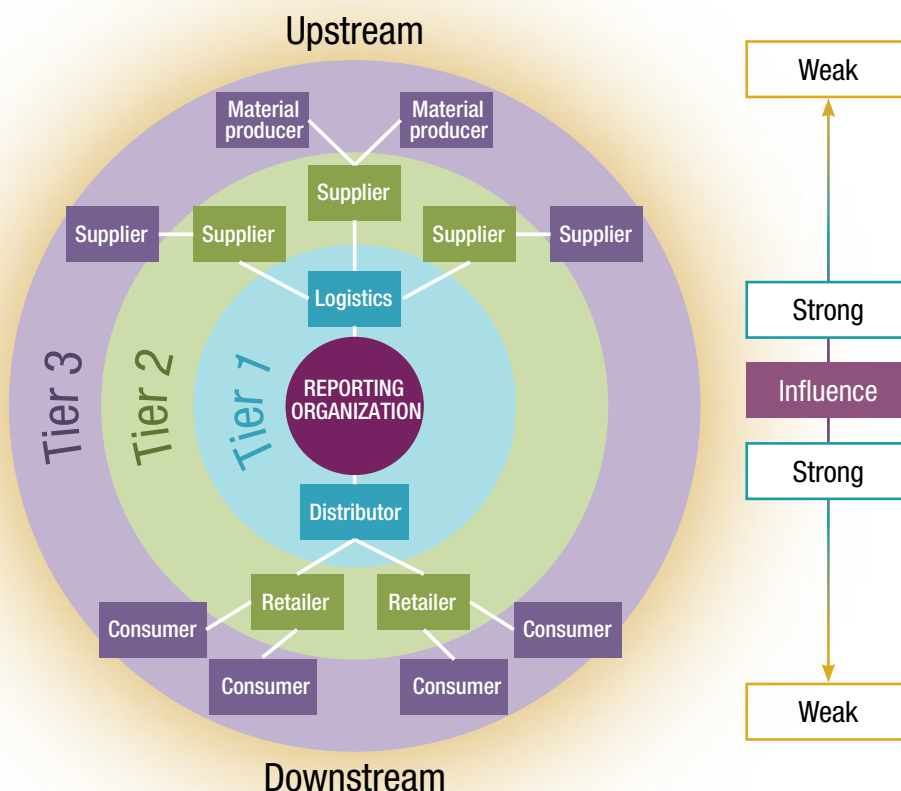 Upstream
Weak
Material
producer
Material
producer
Supplier
Supplier
Supplier
Supplier
Supplier
Logistics
Strong
Tier 3
Tier 2
Tier 1
REPORTING
ORGANIZATION
Influence
Strong
Distributor
Retailer
Retailer
Consumer
Consumer
Consumer
Consumer
Weak
Downstream